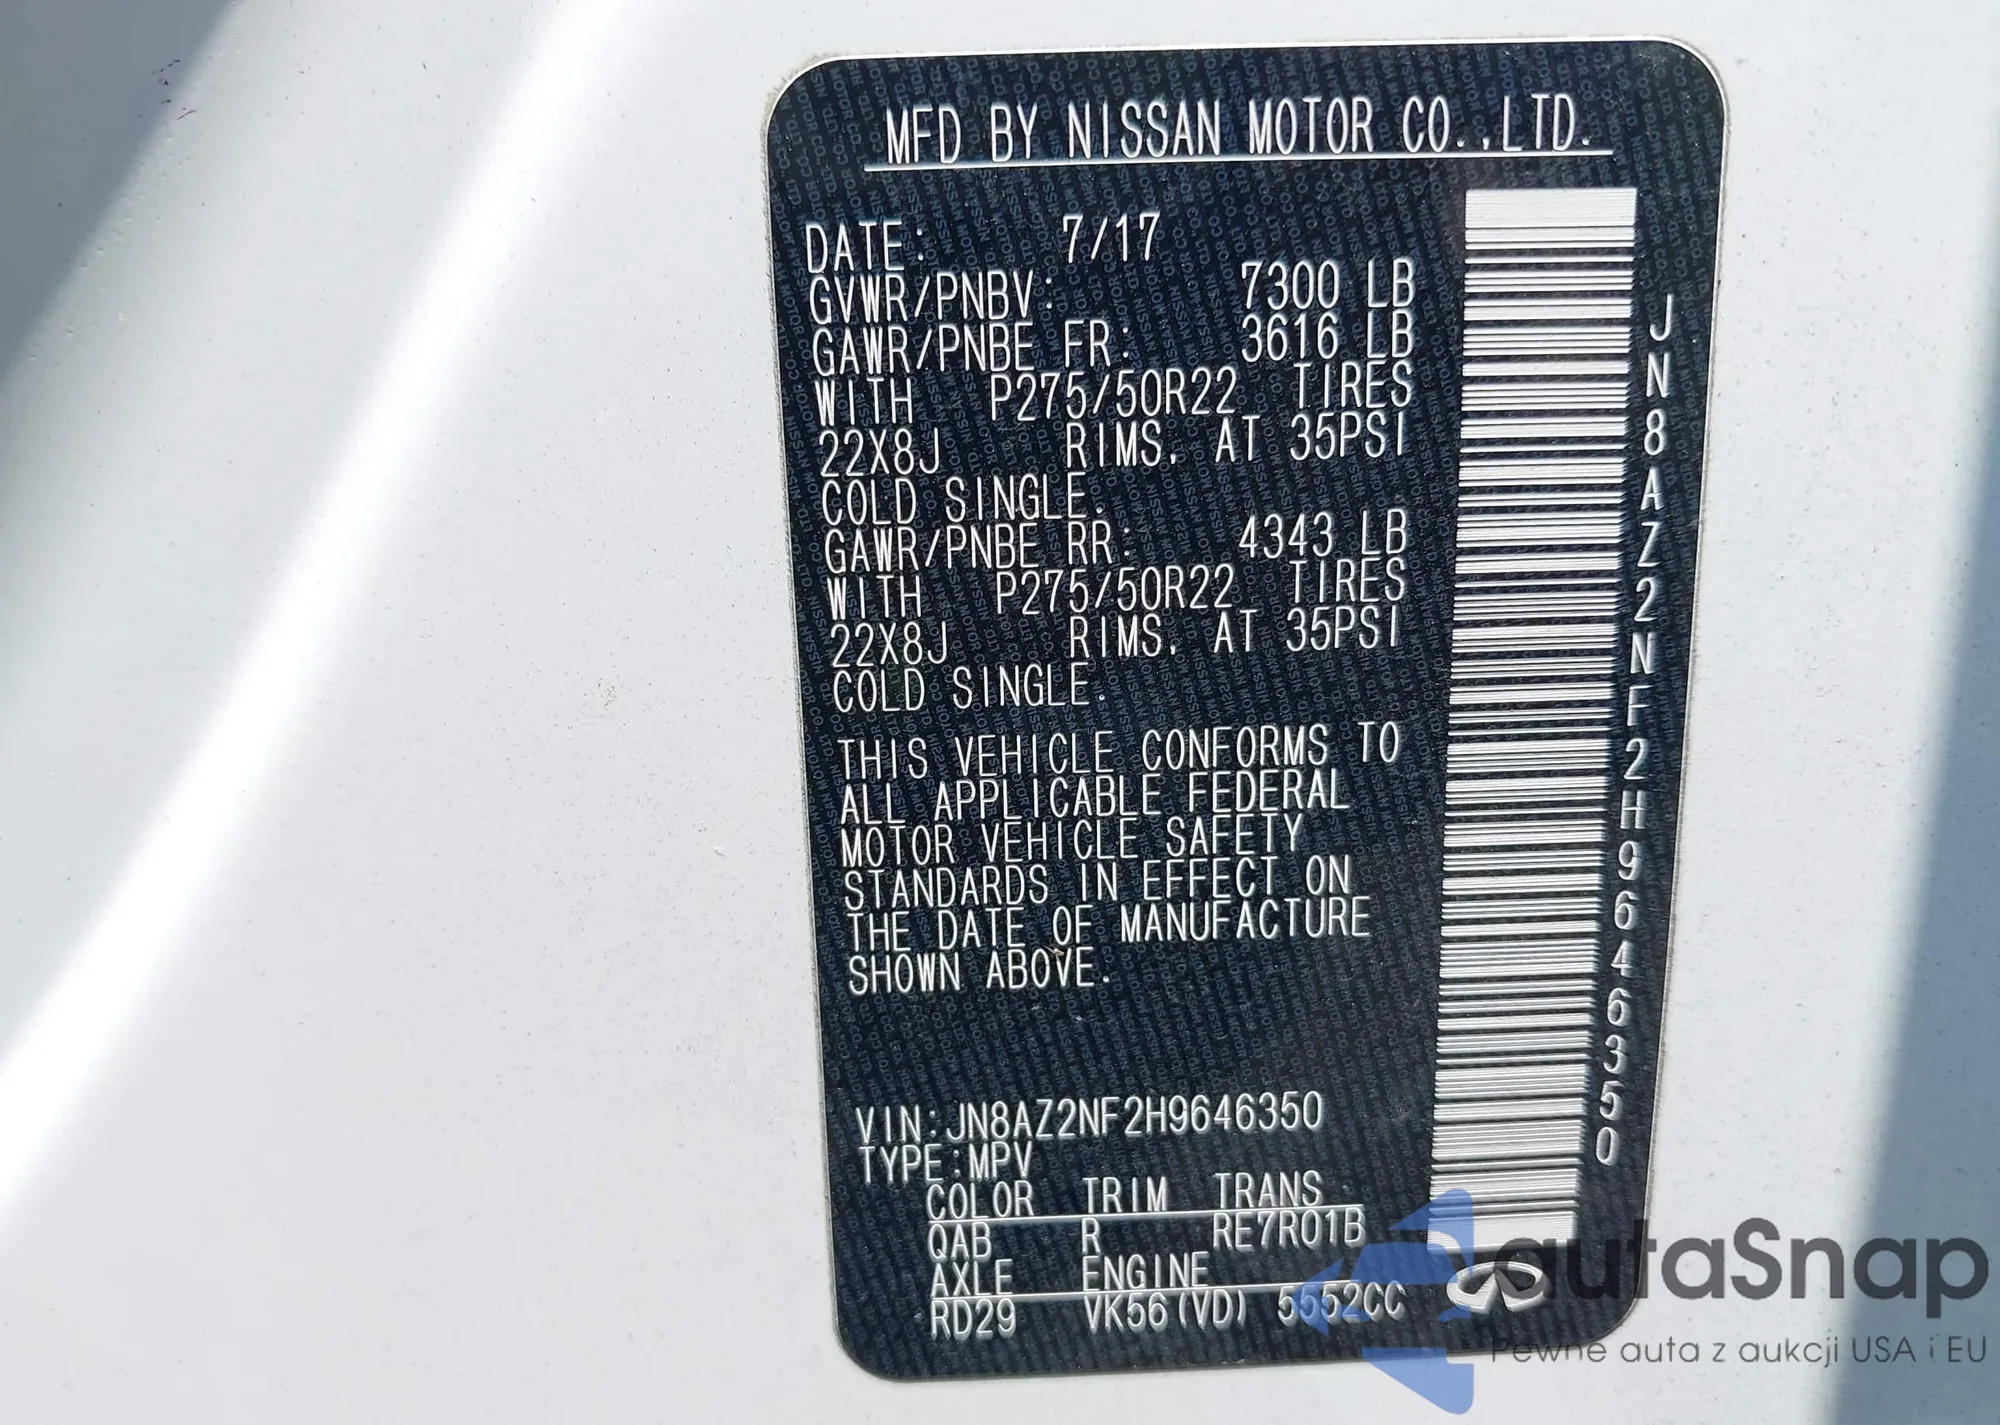 MFD BY NISSAN MOTOR CO.,LTD.
DATE: 7/17
GVWR/PNBV: 7300 LB
GAWR/PNBE FR: 3616 LB
WITH P275/50R22 TIRES
22X8J RIMS. AT 35PSI
COLD SINGLE.
GAWR/PNBE RR: 4343 LB
WITH P275/50R22 TIRES
22X8J RIMS. AT 35PSI
COLD SINGLE.
THIS VEHICLE CONFORMS TO
ALL APPLICABLE FEDERAL
MOTOR VEHICLE SAFETY
STANDARDS IN EFFECT ON
THE DATE OF MANUFACTURE
SHOWN ABOVE.
VIN:JN8AZ2NF2H9646350
TYPE:MPV
COLOR TRIM TRANS
QAB R RE7R01B
AXLE ENGINE
RD29 VK56(VD) 5552CC
JN8AZ2NF2H9646350
autaSnap
Pewne auta z aukcji USA i EU